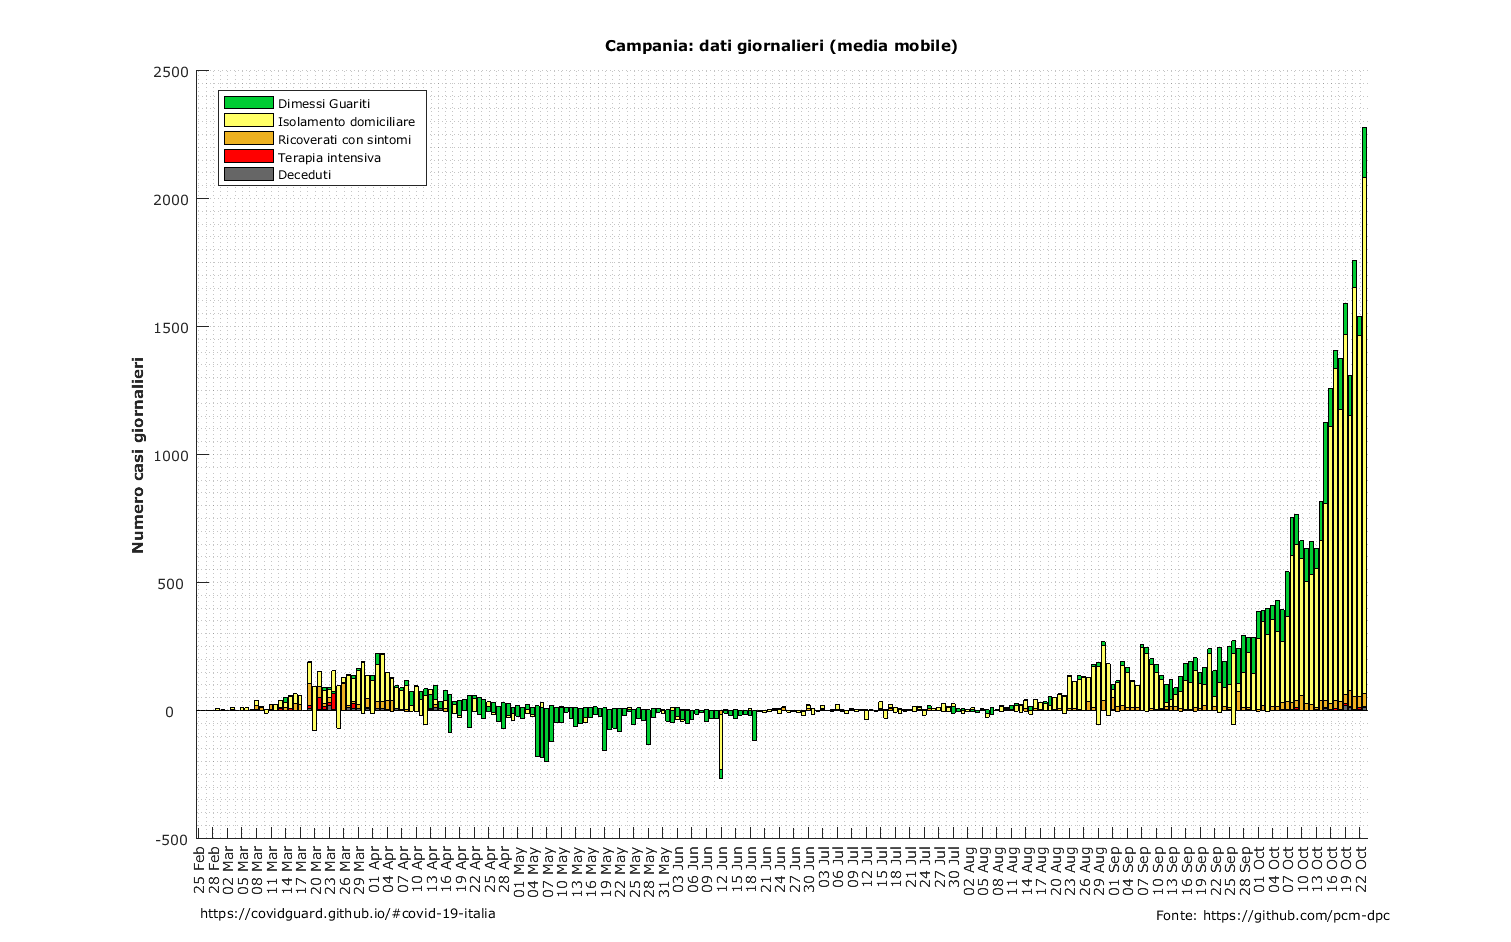 Campania: dati giornalieri (media mobile)
2500
2000
1500
1000
500
0
-500
Numero casi giornalieri
Dimessi Guariti
Isolamento domiciliare
Ricoverati con sintomi
Terapia intensiva
Deceduti
25 Feb
28 Feb
02 Mar
05 Mar
08 Mar
11 Mar
14 Mar
17 Mar
20 Mar
23 Mar
26 Mar
29 Mar
01 Apr
04 Apr
07 Apr
10 Apr
13 Apr
16 Apr
19 Apr
22 Apr
25 Apr
28 Apr
01 May
04 May
07 May
10 May
13 May
16 May
19 May
22 May
25 May
28 May
31 May
03 Jun
06 Jun
09 Jun
12 Jun
15 Jun
18 Jun
21 Jun
24 Jun
27 Jun
30 Jun
03 Jul
06 Jul
09 Jul
12 Jul
15 Jul
18 Jul
21 Jul
24 Jul
27 Jul
30 Jul
02 Aug
05 Aug
08 Aug
11 Aug
14 Aug
17 Aug
20 Aug
23 Aug
26 Aug
29 Aug
01 Sep
04 Sep
07 Sep
10 Sep
13 Sep
16 Sep
19 Sep
22 Sep
25 Sep
28 Sep
01 Oct
04 Oct
07 Oct
10 Oct
13 Oct
16 Oct
19 Oct
22 Oct
https://covidguard.github.io/#covid-19-italia
Fonte: https://github.com/pcm-dpc